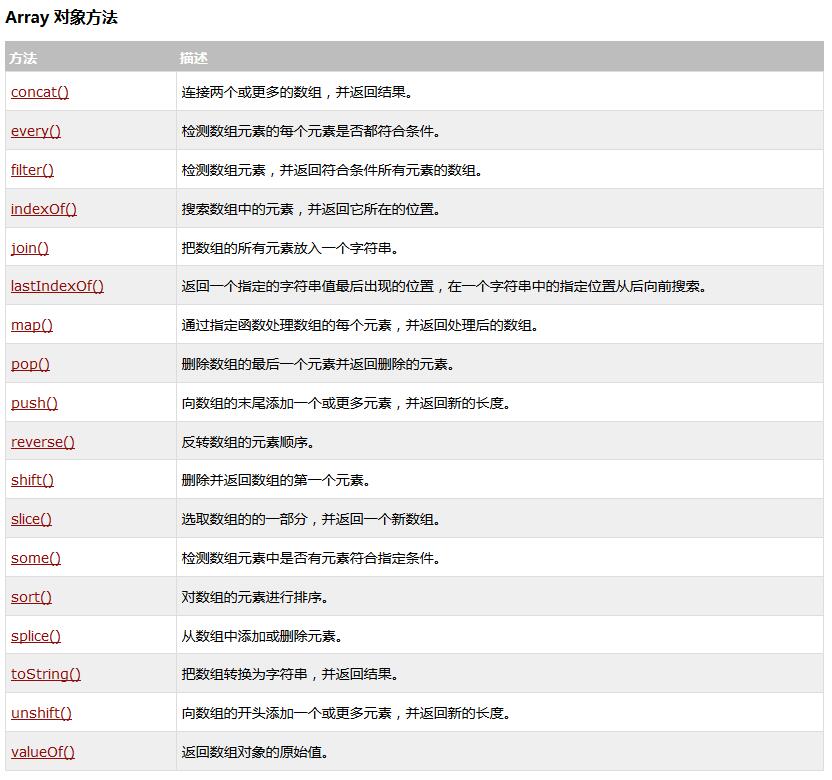 Array 对象方法
方法 描述
concat() 连接两个或更多的数组，并返回结果。
every() 检测数组元素的每个元素是否都符合条件。
filter() 检测数组元素，并返回符合条件所有元素的数组。
indexOf() 搜索数组中的元素，并返回它所在的位置。
join() 把数组的所有元素放入一个字符串。
lastIndexOf() 返回一个指定的字符串值最后出现的位置，在一个字符串中的指定位置从后向前搜索。
map() 通过指定函数处理数组的每个元素，并返回处理后的数组。
pop() 删除数组的最后一个元素并返回删除的元素。
push() 向数组的末尾添加一个或更多元素，并返回新的长度。
reverse() 反转数组的元素顺序。
shift() 删除并返回数组的第一个元素。
slice() 选取数组的的一部分，并返回一个新数组。
some() 检测数组元素中是否有元素符合指定条件。
sort() 对数组的元素进行排序。
splice() 从数组中添加或删除元素。
toString() 把数组转换为字符串，并返回结果。
unshift() 向数组的开头添加一个或更多元素，并返回新的长度。
valueOf() 返回数组对象的原始值。